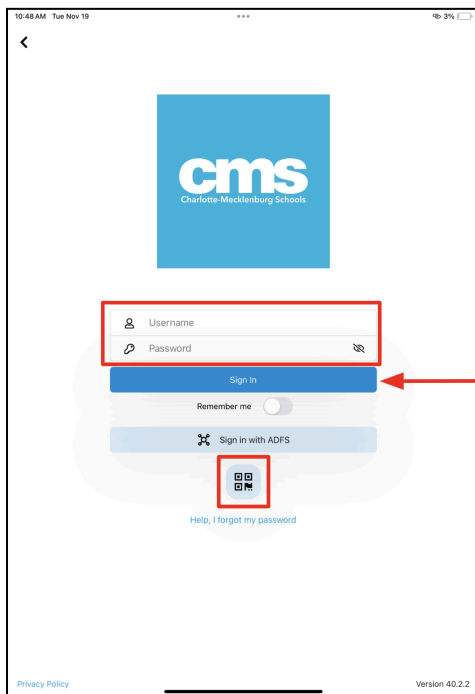 10:48 AM Tue Nov 19
3%
cms
Charlotte-Mecklenburg Schools
Username
Password
Sign In
Remember me
Sign in with ADFS
Help, I forgot my password
Privacy Policy
Version 40.2.2